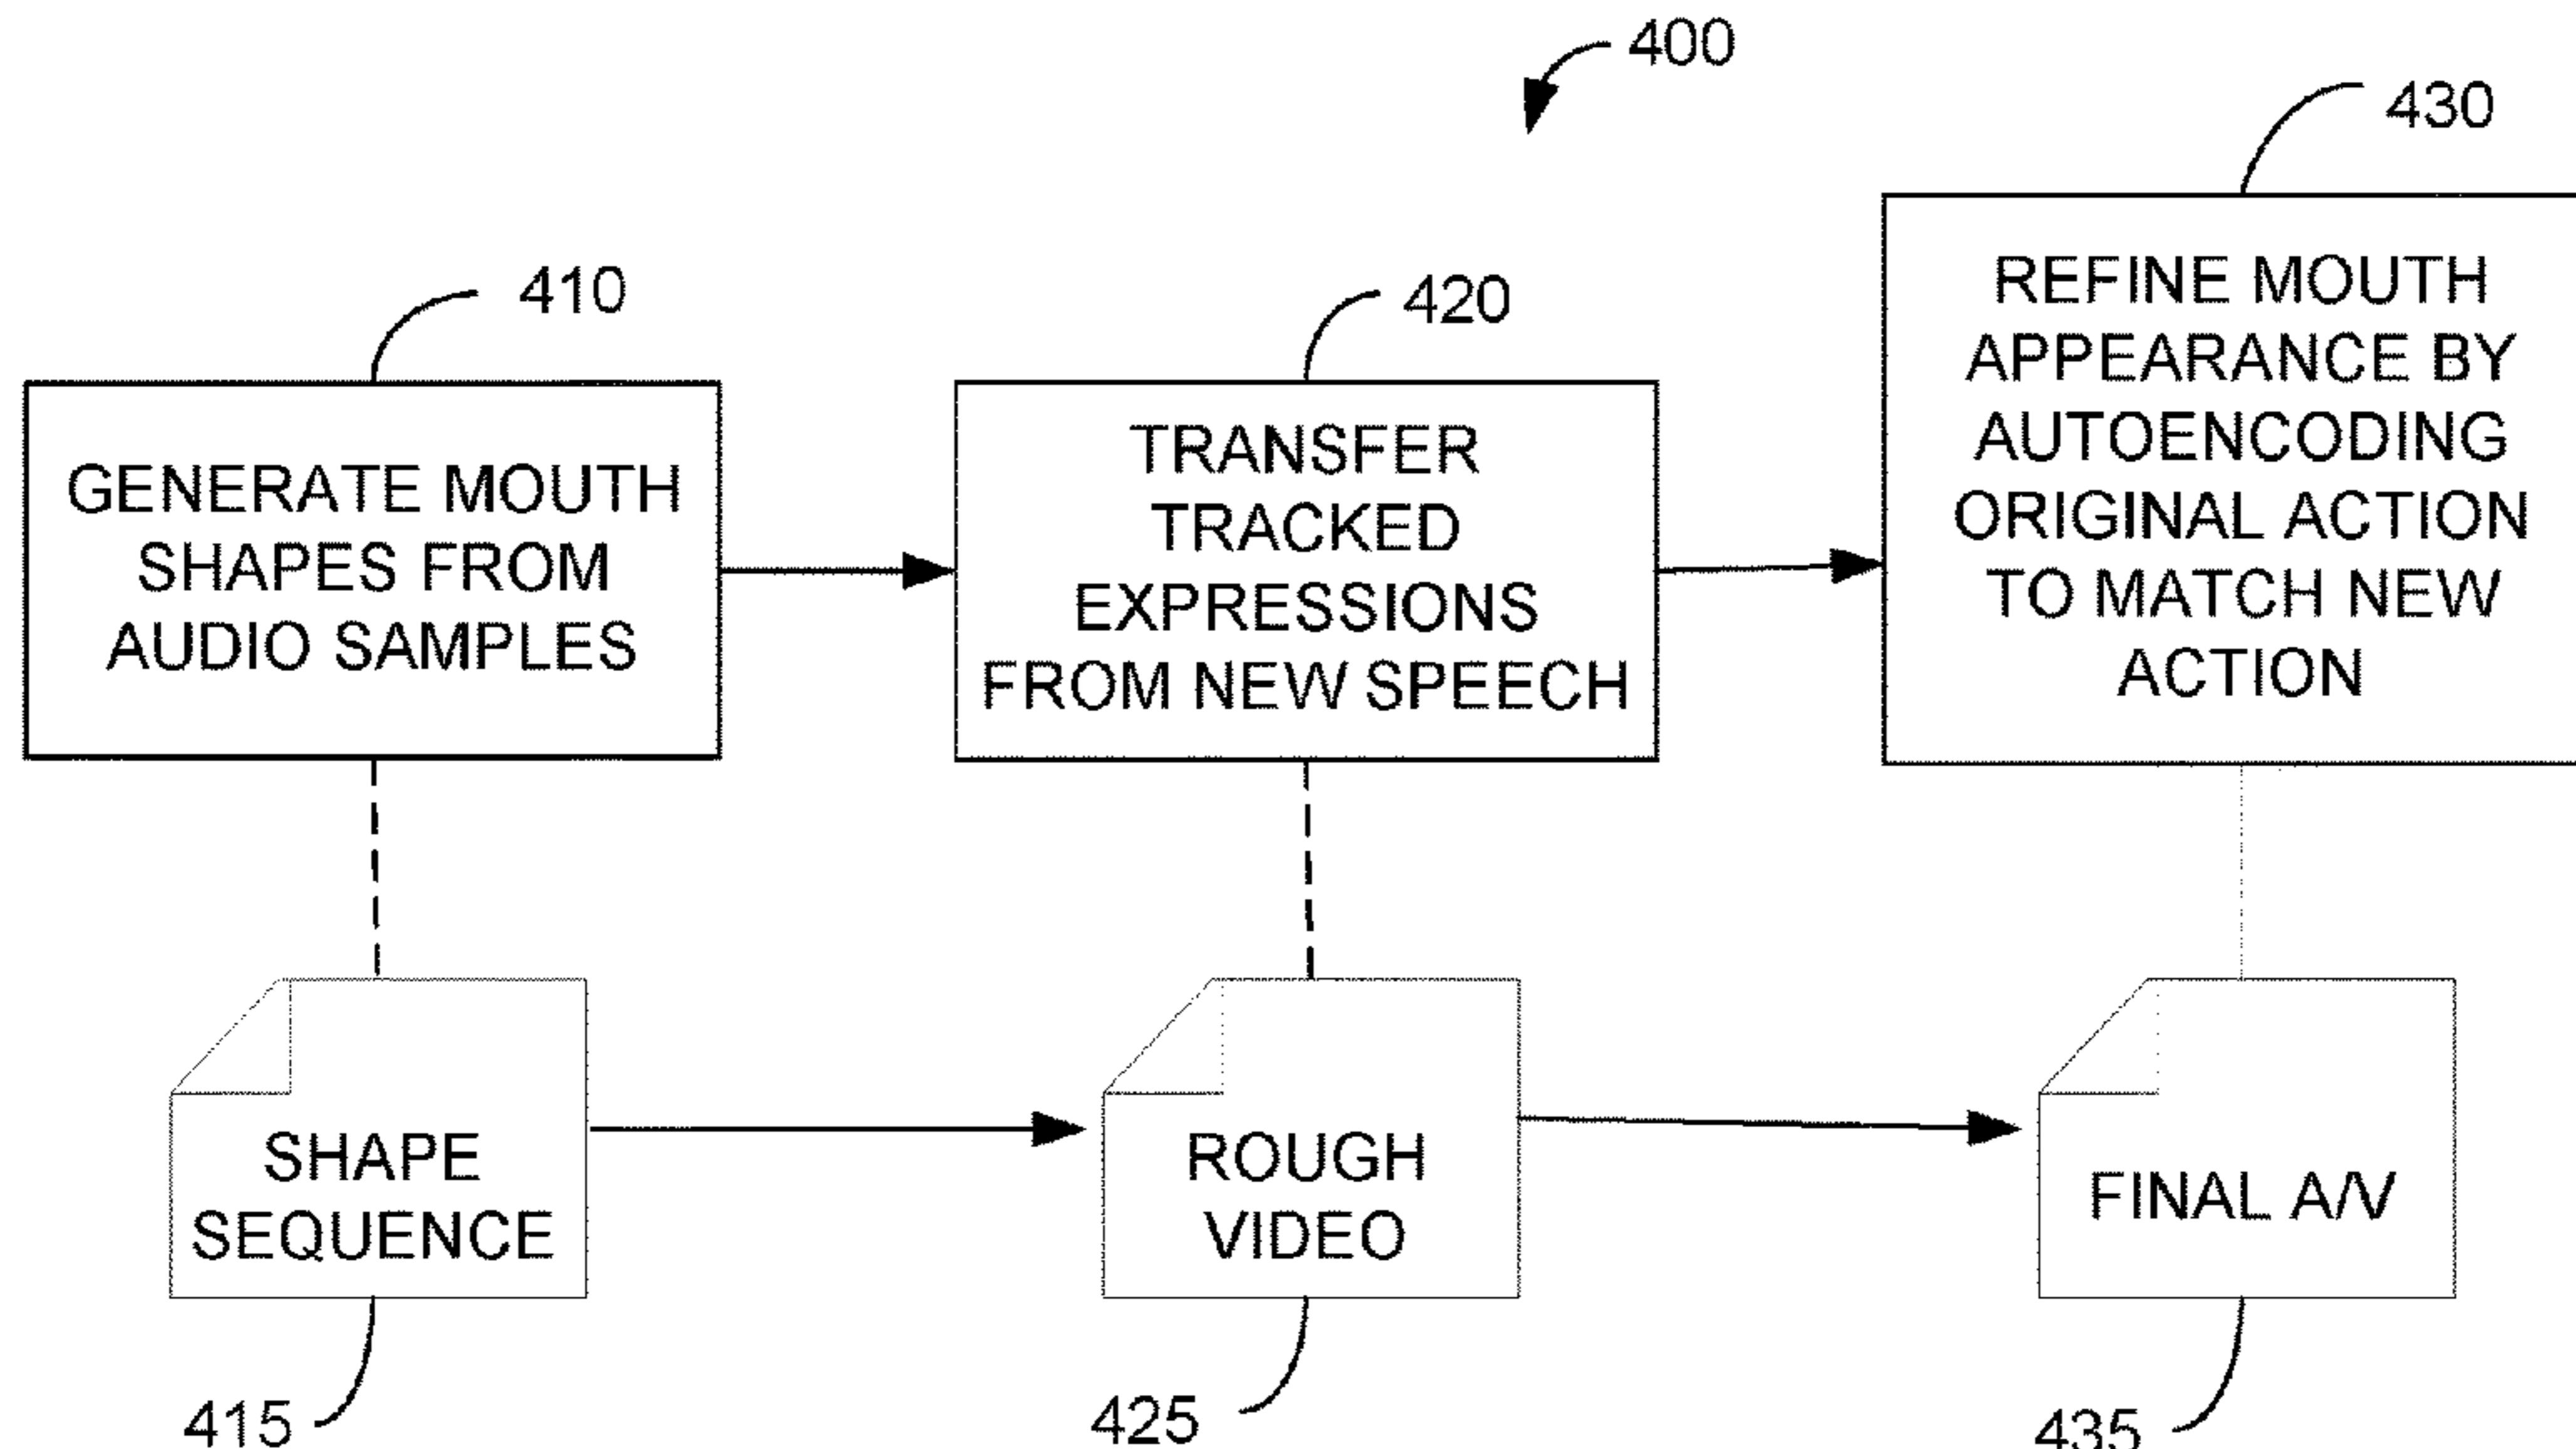 400
430
410
420
GENERATE MOUTH
SHAPES FROM
AUDIO SAMPLES
TRANSFER
TRACKED
EXPRESSIONS
FROM NEW SPEECH
REFINE MOUTH
APPEARANCE BY
AUTOENCODING
ORIGINAL ACTION
TO MATCH NEW
ACTION
SHAPE
SEQUENCE
ROUGH
VIDEO
FINAL A/V
415
425
435